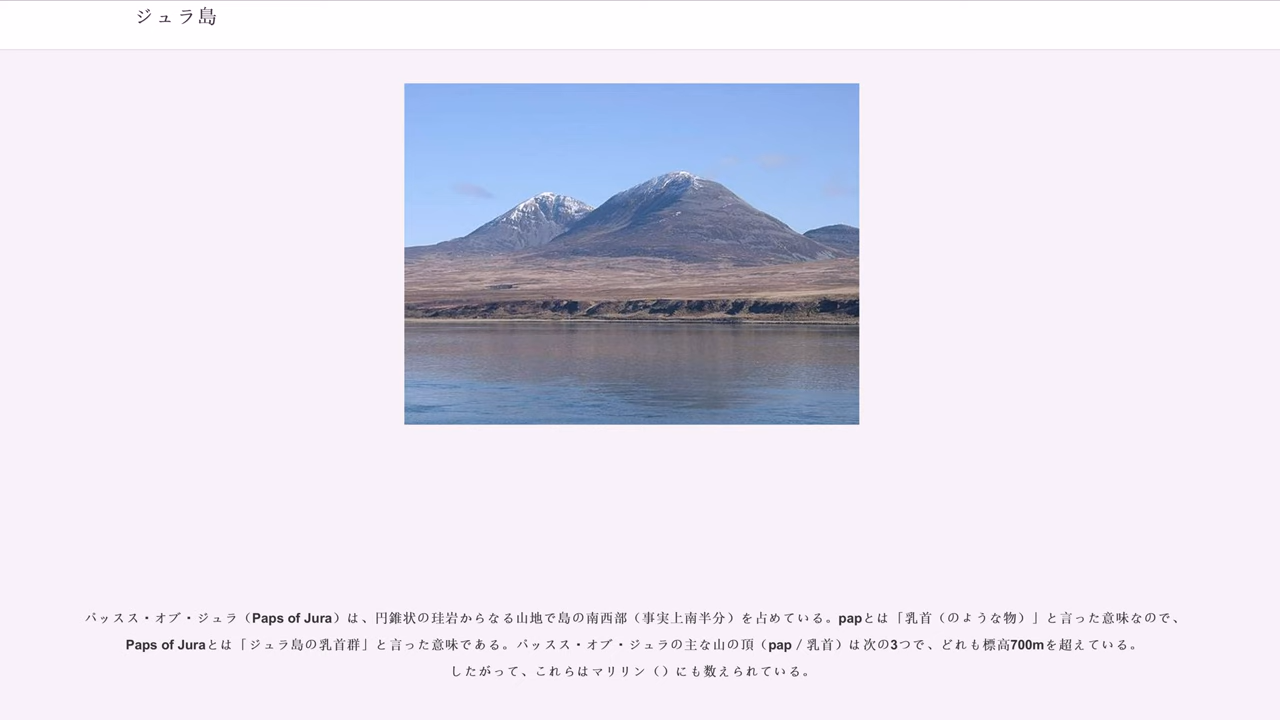 ジュラ島
バッスス・オブ・ジュラ（Paps of Jura）は、円錐状の珪岩からなる山地で島の南西部（事実上南半分）を占めている。papとは「乳首（のような物）」と言った意味なので、
Paps of Juraとは「ジュラ島の乳首群」と言った意味である。バッスス・オブ・ジュラの主な山の頂（pap / 乳首）は次の3つで、どれも標高700mを超えている。
したがって、これらはマリリン（）にも数えられている。